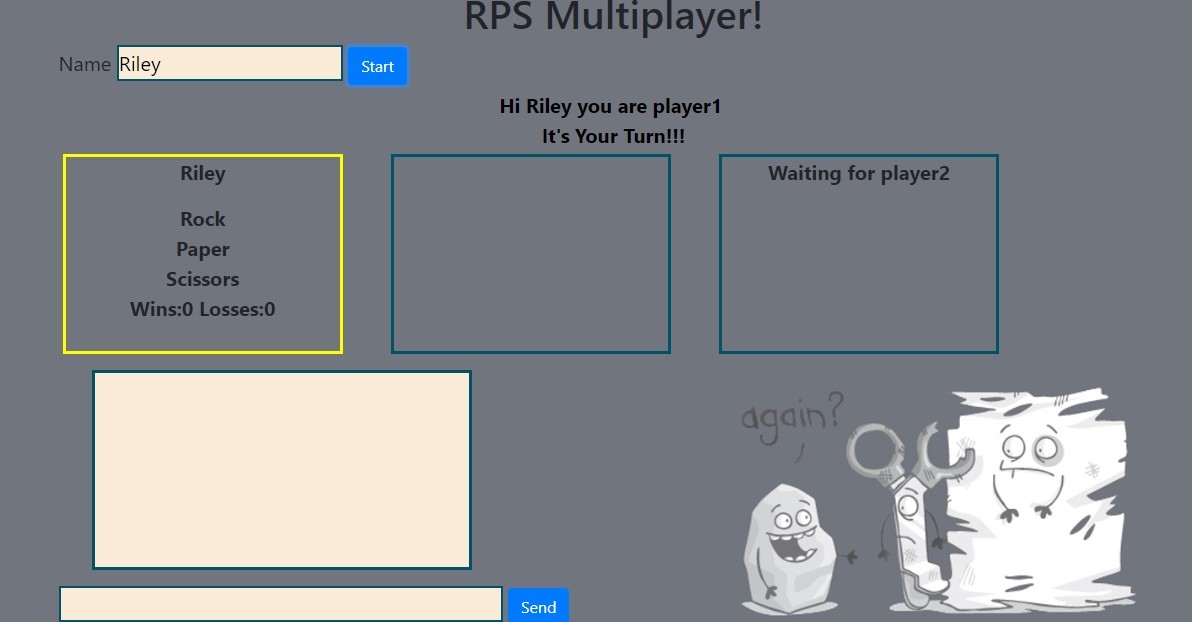 RPS Multiplayer!
Name Riley Start
Hi Riley you are player1
It's Your Turn!!!
Riley
Rock
Paper
Scissors
Wins:0 Losses:0
Waiting for player2
again?
Send